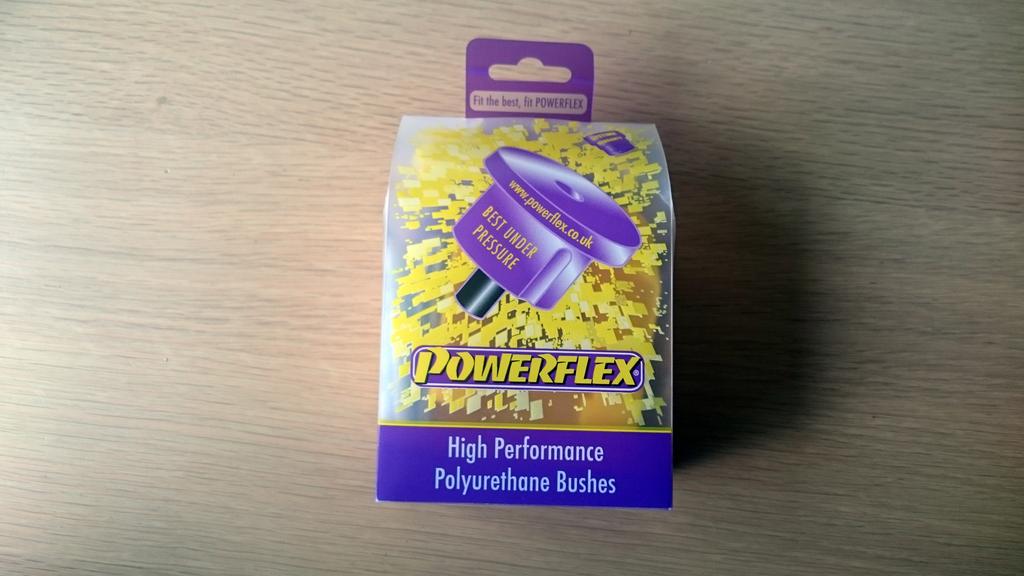 Fit the best, fit POWERFLEX
www.powerflex.co.uk
BEST UNDER
PRESSURE
POWERFLEX®
High Performance
Polyurethane Bushes